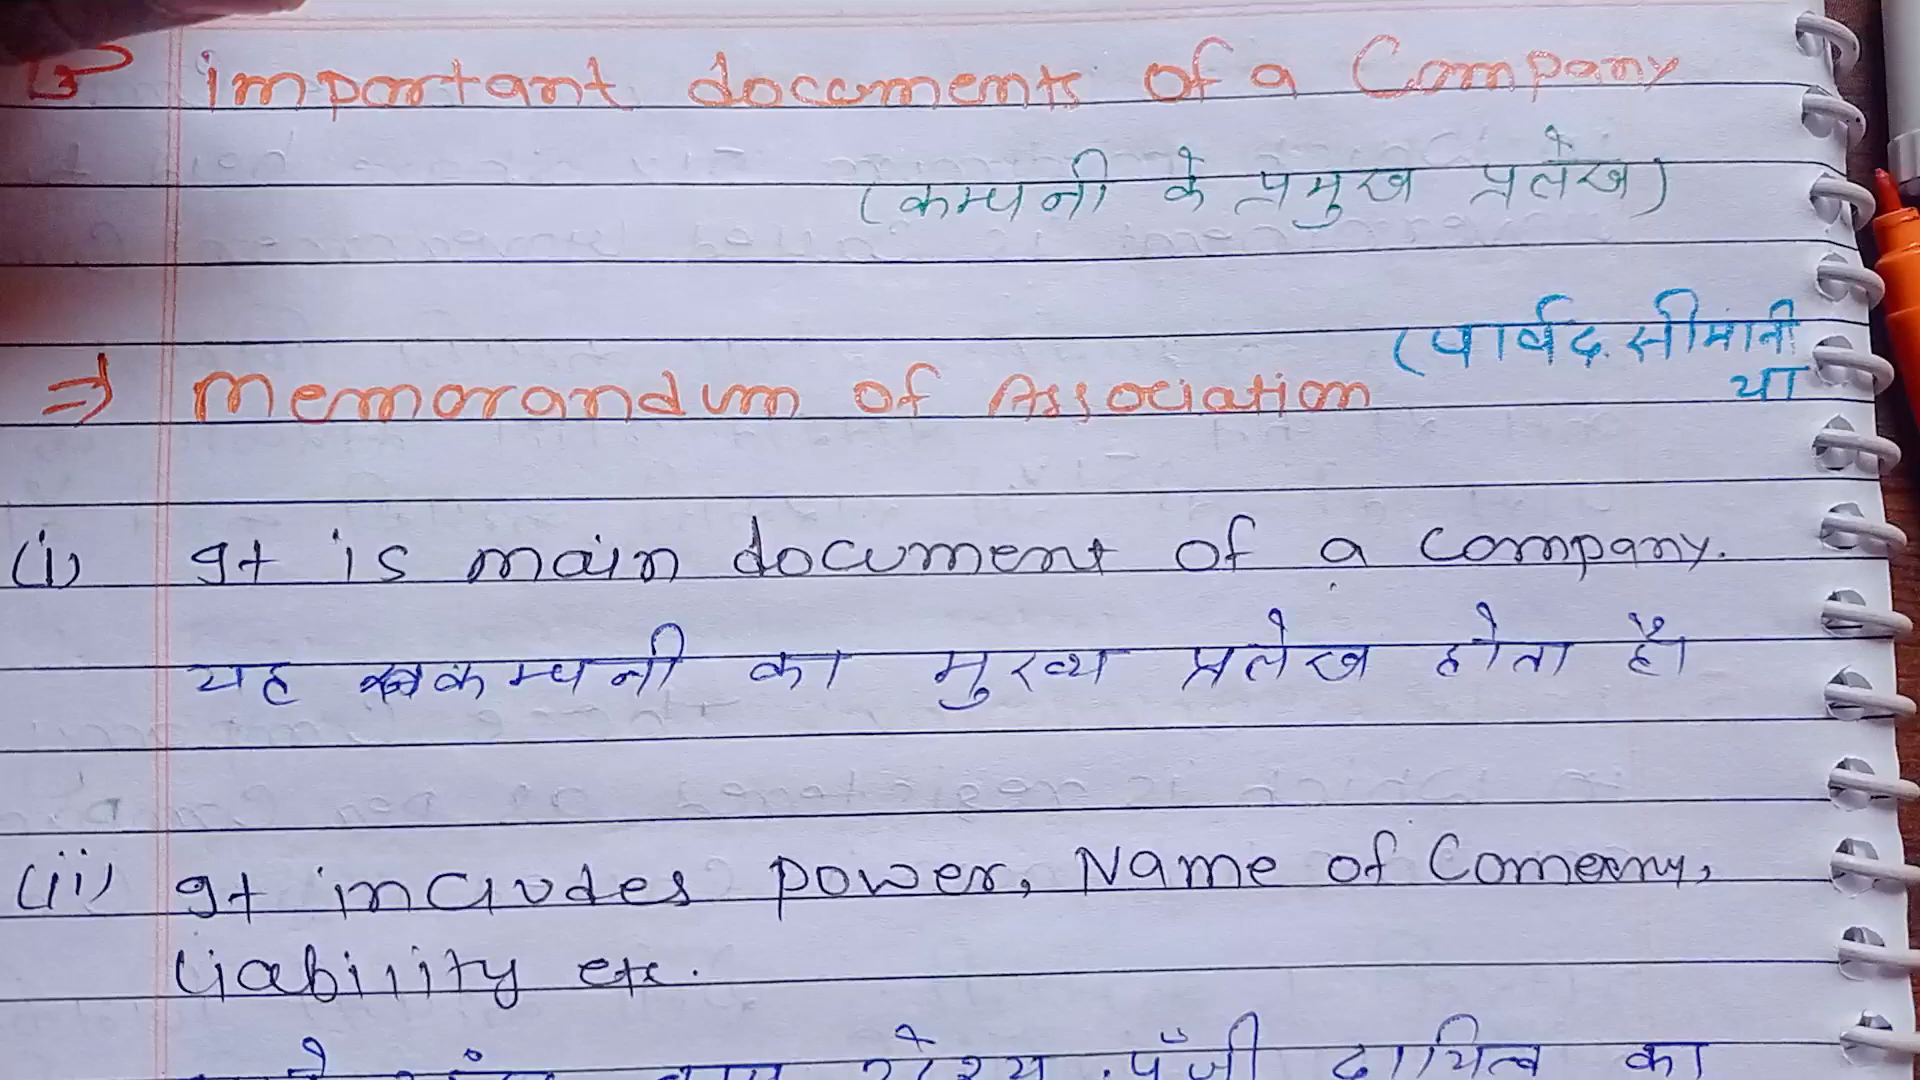 important documents of a Company
(कम्पनी के प्रमुख प्रलेख)
(पार्षद सीमानी
या
⇒ Memorandum of Association
(i) It is main document of a company.
यह कम्पनी का मुख्य प्रलेख होता है।
(ii) It includes power, Name of Comepny,
Liability etc.
पूँजी दायित्व का